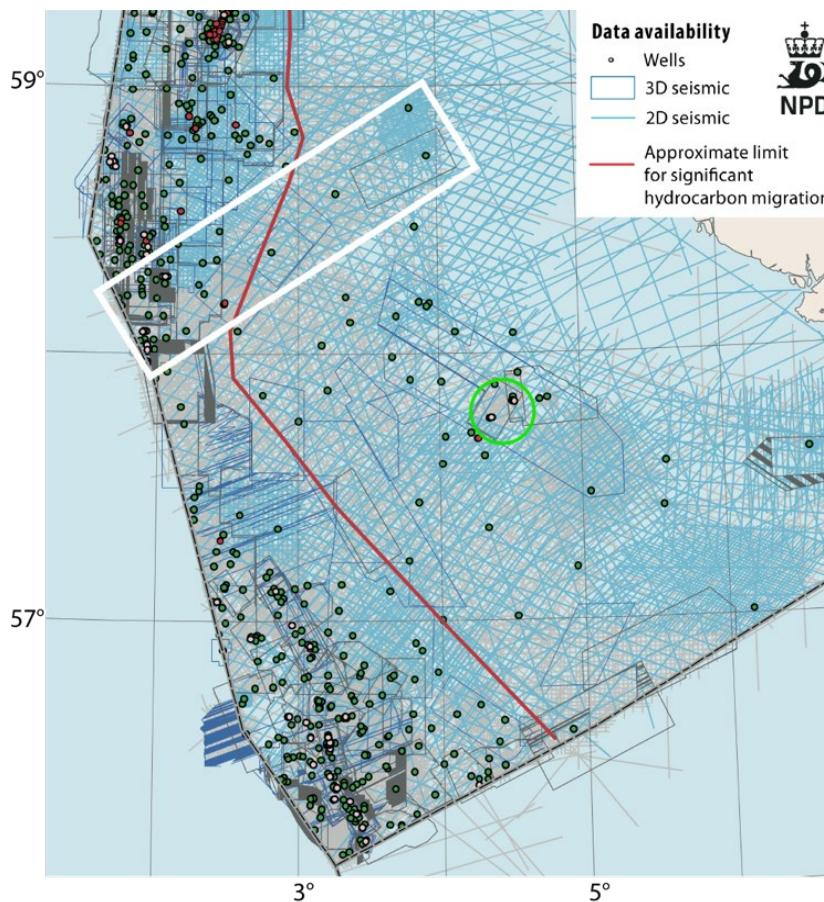 Data availability
Wells
3D seismic
2D seismic
Approximate limit
for significant
hydrocarbon migration
NPD
59°
57°
3°
5°